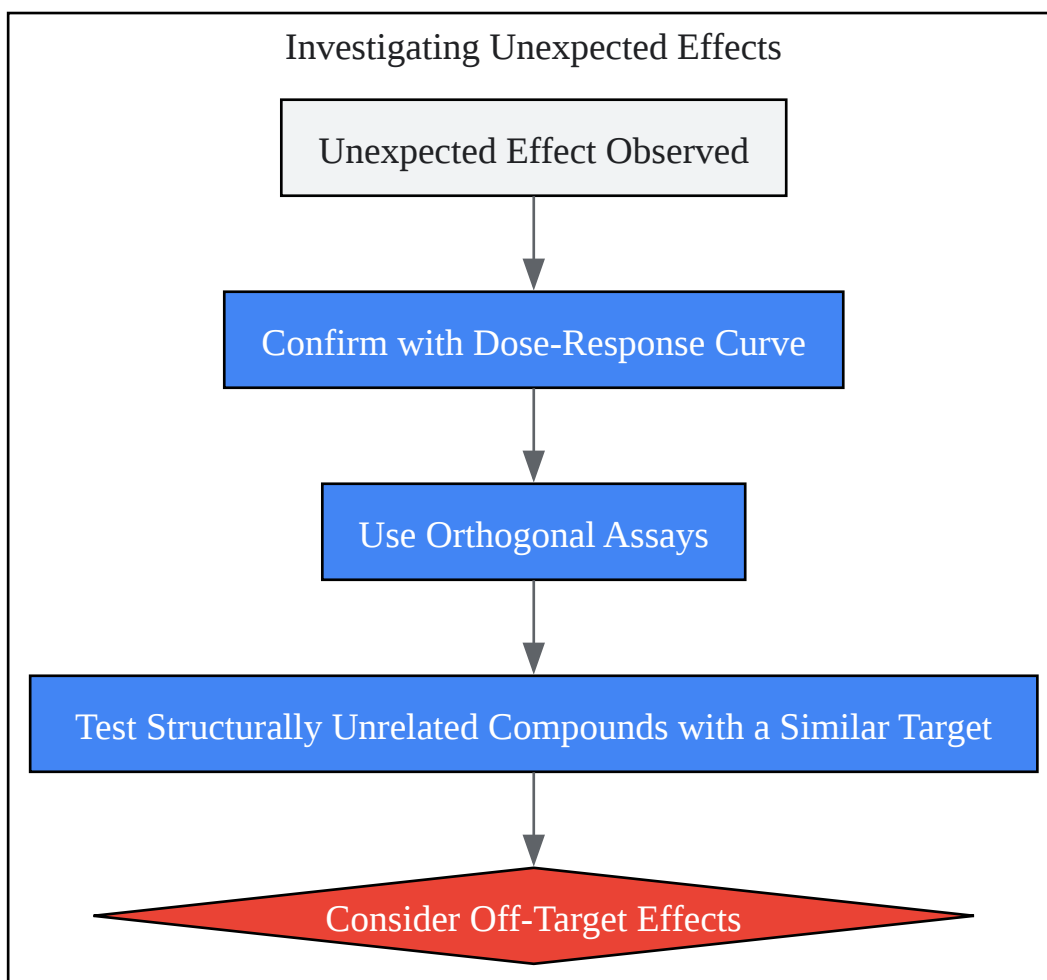 Investigating Unexpected Effects
Unexpected Effect Observed
Confirm with Dose-Response Curve
Use Orthogonal Assays
Test Structurally Unrelated Compounds with a Similar Target
Consider Off-Target Effects